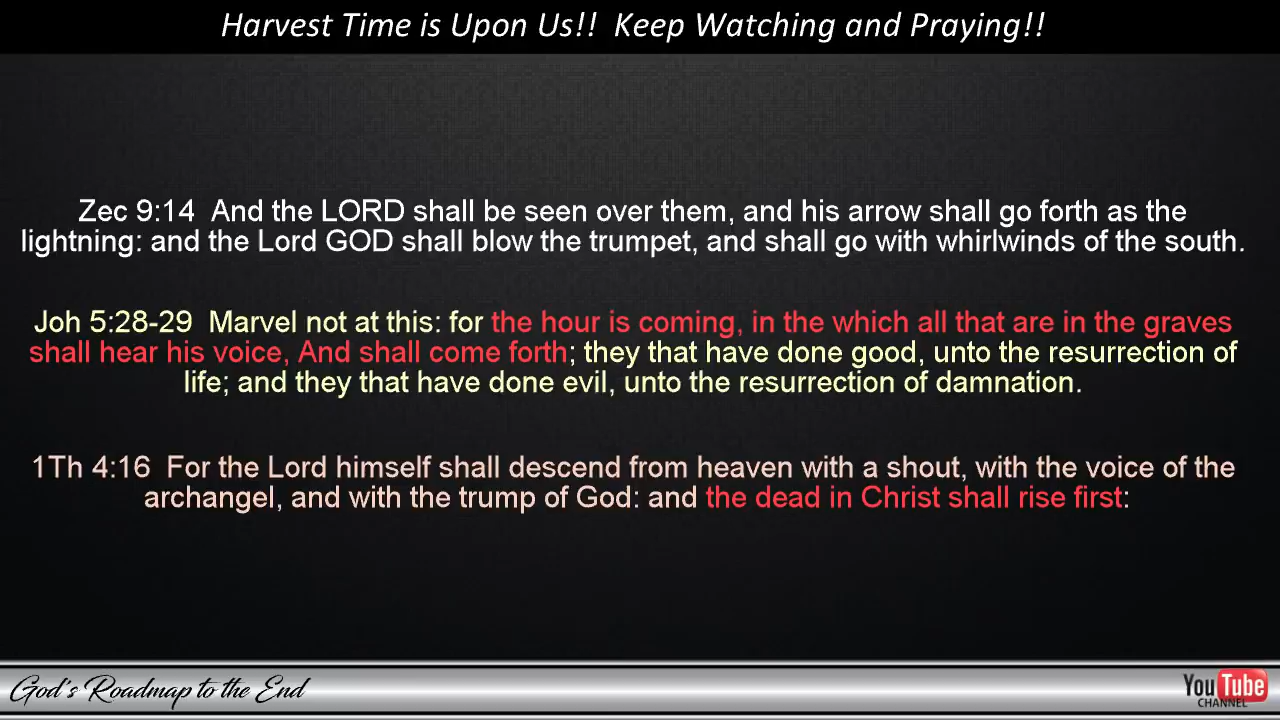 Harvest Time is Upon Us!!  Keep Watching and Praying!!
Zec 9:14  And the LORD shall be seen over them, and his arrow shall go forth as the
lightning: and the Lord GOD shall blow the trumpet, and shall go with whirlwinds of the south.
Joh 5:28-29  Marvel not at this: for the hour is coming, in the which all that are in the graves
shall hear his voice, And shall come forth; they that have done good, unto the resurrection of
life; and they that have done evil, unto the resurrection of damnation.
1Th 4:16  For the Lord himself shall descend from heaven with a shout, with the voice of the
archangel, and with the trump of God: and the dead in Christ shall rise first:
God's Roadmap to the End
YouTube
CHANNEL